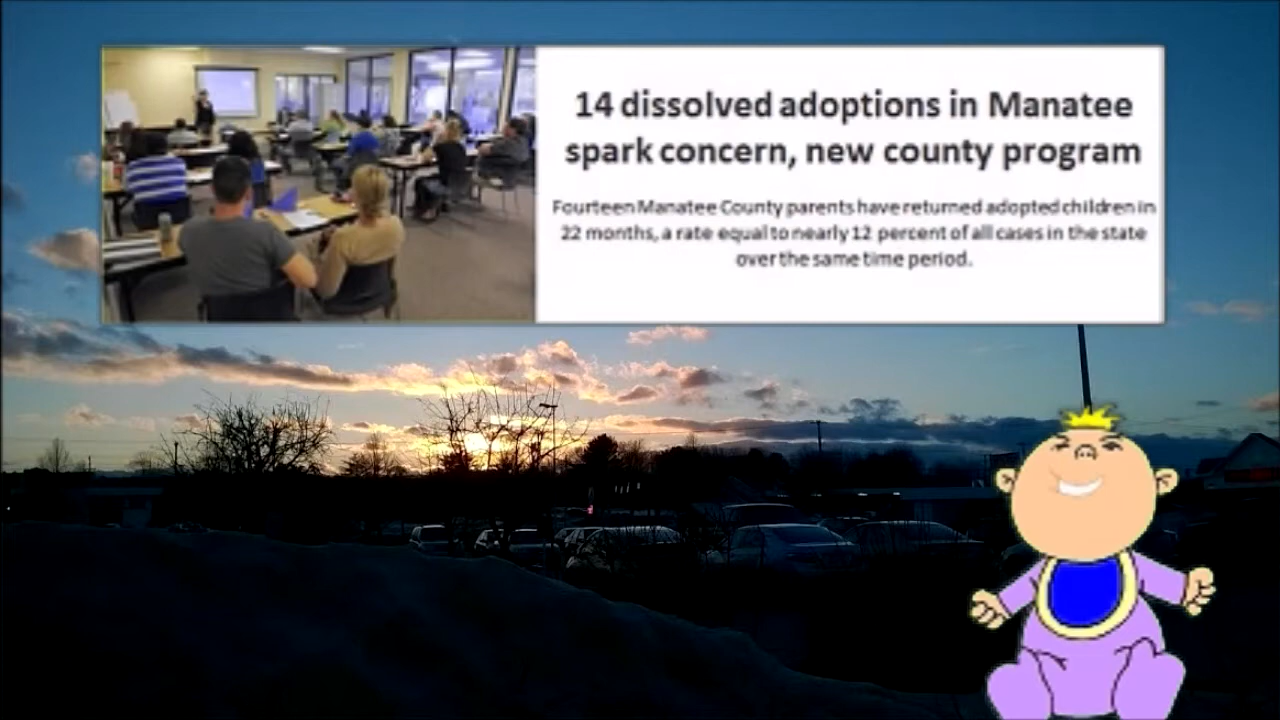 14 dissolved adoptions in Manatee
spark concern, new county program
Fourteen Manatee County parents have returned adopted children in
22 months, a rate equal to nearly 12 percent of all cases in the state
over the same time period.